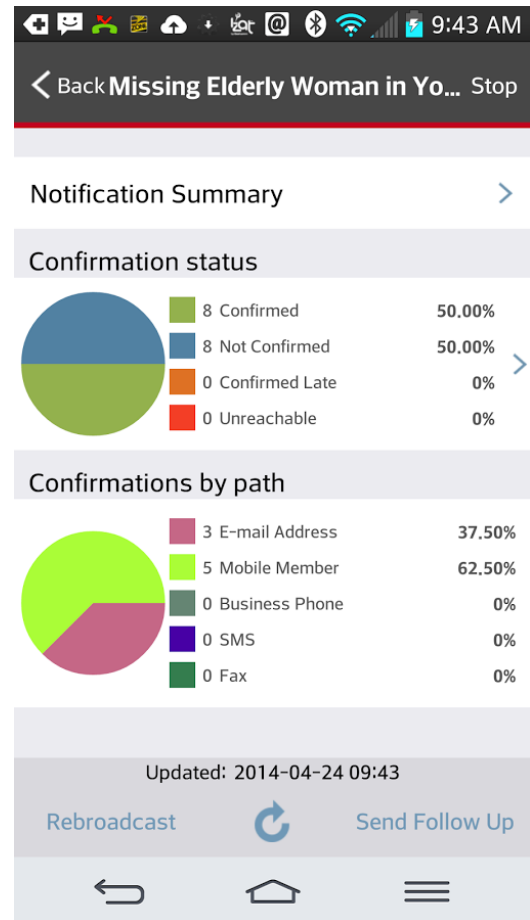 9:43 AM
Back Missing Elderly Woman in Yo... Stop
Notification Summary
Confirmation status
8 Confirmed 50.00%
8 Not Confirmed 50.00%
0 Confirmed Late 0%
0 Unreachable 0%
Confirmations by path
3 E-mail Address 37.50%
5 Mobile Member 62.50%
0 Business Phone 0%
0 SMS 0%
0 Fax 0%
Updated: 2014-04-24 09:43
Rebroadcast Send Follow Up